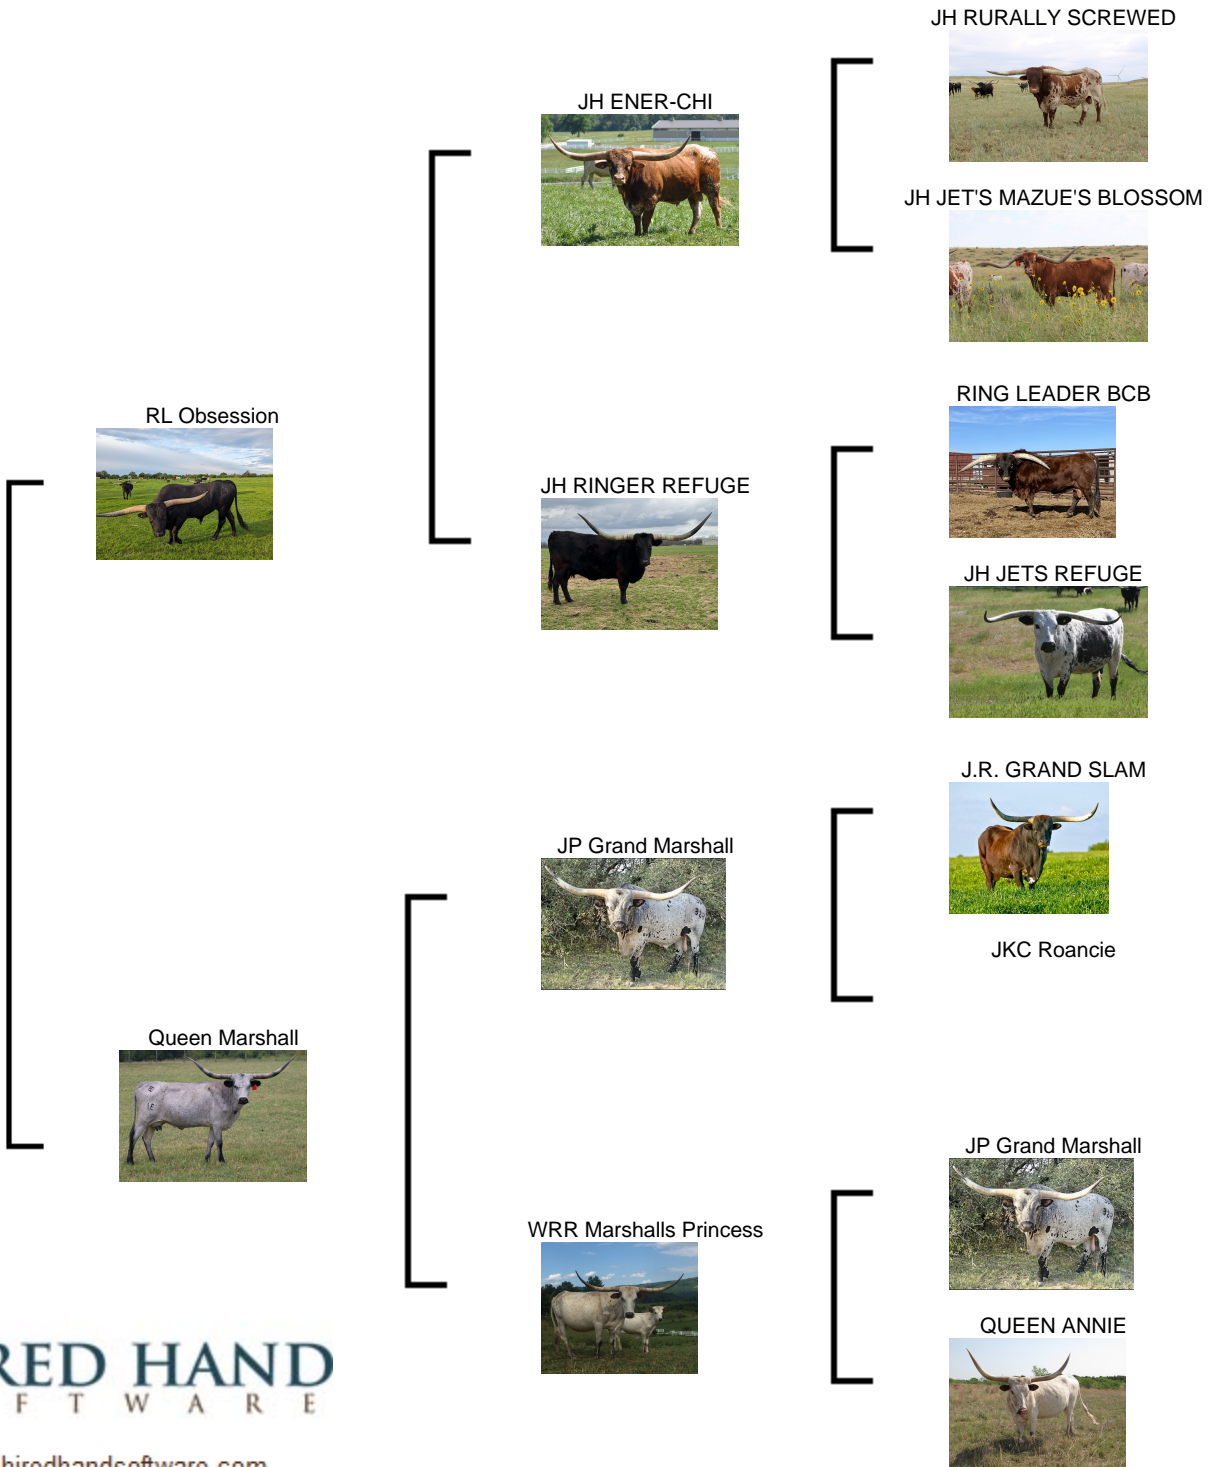 JH RURALLY SCREWED
JH ENER-CHI
JH JET'S MAZUE'S BLOSSOM
RING LEADER BCB
RL Obsession
JH RINGER REFUGE
JH JETS REFUGE
J.R. GRAND SLAM
JP Grand Marshall
JKC Roancie
Queen Marshall
JP Grand Marshall
WRR Marshalls Princess
QUEEN ANNIE
RED HAND
F T W A R E
hiredhandsoftware.com